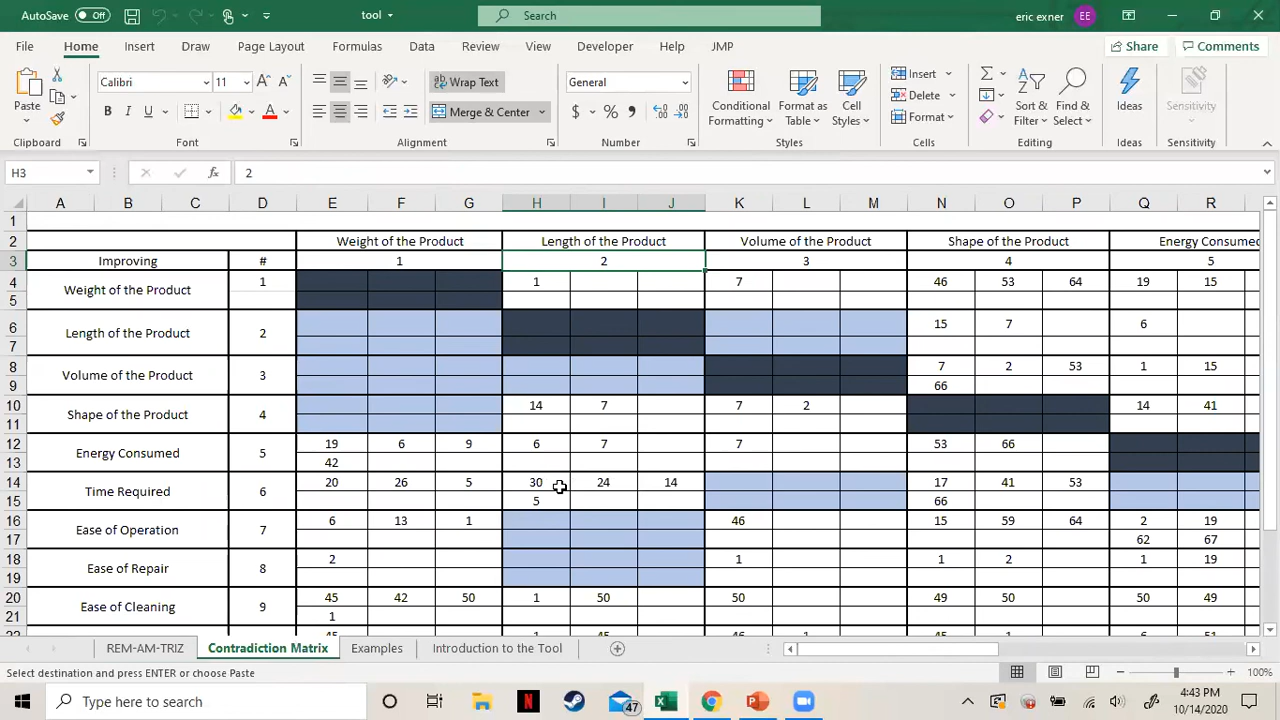 AutoSave Off tool Search eric exner EE
File Home Insert Draw Page Layout Formulas Data Review View Developer Help JMP Share Comments
Paste Calibri 11 A A Wrap Text General Conditional Formatting Format as Table Cell Styles Insert Delete Format Sort & Filter Find & Select Ideas Sensitivity
B I U A Merge & Center $ % ,
Clipboard Font Alignment Number Styles Cells Editing Ideas Sensitivity
H3 fx 2
A B C D E F G H I J K L M N O P Q R
1
2 Weight of the Product Length of the Product Volume of the Product Shape of the Product Energy Consumed
3 Improving # 1 2 3 4 5
4 Weight of the Product 1 1 7 46 53 64 19 15
5
6 Length of the Product 2 15 7 6
7
8 Volume of the Product 3 7 2 53 1 15
9 66
10 Shape of the Product 4 14 7 7 2 14 41
11
12 Energy Consumed 5 19 6 9 6 7 7 53 66
13 42
14 Time Required 6 20 26 5 30 24 14 17 41 53
15 5 66
16 Ease of Operation 7 6 13 1 46 15 59 64 2 19
17 62 67
18 Ease of Repair 8 2 1 1 2 1 19
19
20 Ease of Cleaning 9 45 42 50 1 50 50 49 50 50 49
21 1
REM-AM-TRIZ Contradiction Matrix Examples Introduction to the Tool
Select destination and press ENTER or choose Paste 100%
Type here to search 47 4:43 PM
10/14/2020